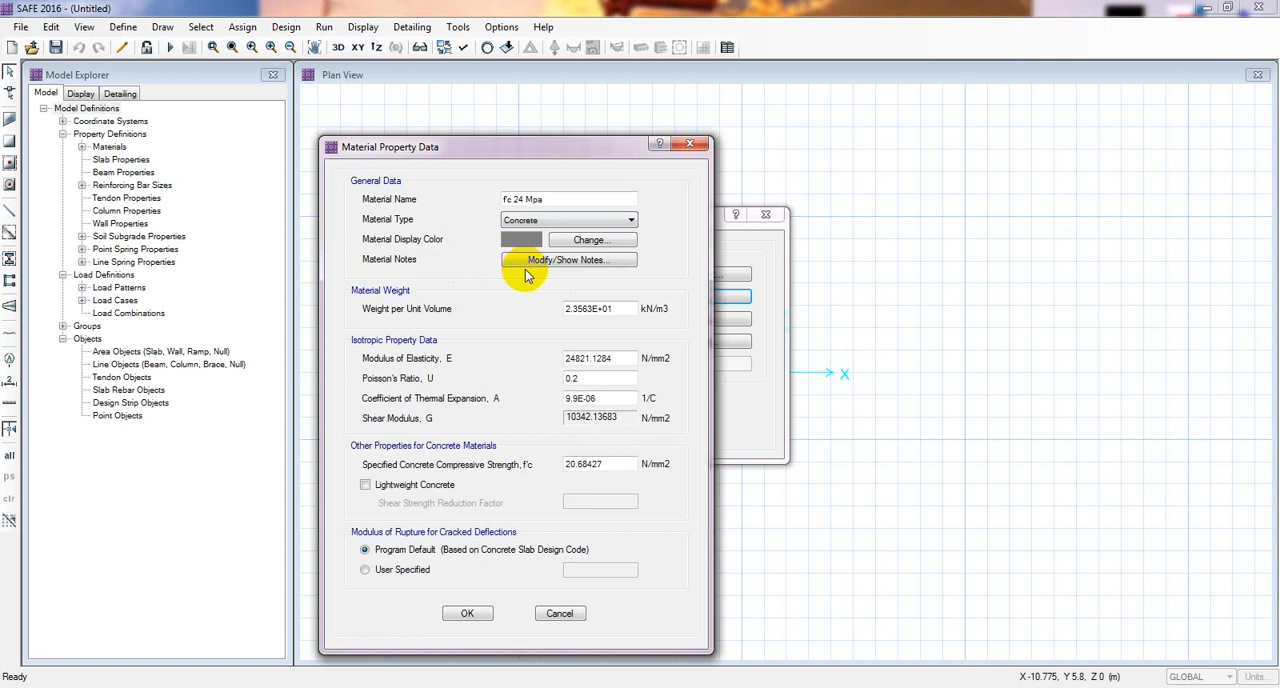 SAFE 2016 - (Untitled)
File Edit View Define Draw Select Assign Design Run Display Detailing Tools Options Help
3D XY
Model Explorer
Plan View
Model Display Detailing
Model Definitions
Coordinate Systems
Property Definitions
Materials
Slab Properties
Beam Properties
Reinforcing Bar Sizes
Tendon Properties
Column Properties
Wall Properties
Soil Subgrade Properties
Point Spring Properties
Line Spring Properties
Load Definitions
Load Patterns
Load Cases
Load Combinations
Groups
Objects
Area Objects (Slab, Wall, Ramp, Null)
Line Objects (Beam, Column, Brace, Null)
Tendon Objects
Slab Rebar Objects
Design Strip Objects
Point Objects
all
ps
clr
Material Property Data
General Data
Material Name f'c 24 Mpa
Material Type Concrete
Material Display Color Change...
Material Notes Modify/Show Notes...
Material Weight
Weight per Unit Volume 2.3563E+01 kN/m3
Isotropic Property Data
Modulus of Elasticity, E 24821.1284 N/mm2
Poisson's Ratio, U 0.2
Coefficient of Thermal Expansion, A 9.9E-06 1/C
Shear Modulus, G 10342.13683 N/mm2
Other Properties for Concrete Materials
Specified Concrete Compressive Strength, f'c 20.68427 N/mm2
Lightweight Concrete
Shear Strength Reduction Factor
Modulus of Rupture for Cracked Deflections
Program Default (Based on Concrete Slab Design Code)
User Specified
OK Cancel
X
Ready
X -10.775, Y 5.8, Z 0 (m)
GLOBAL
Units...